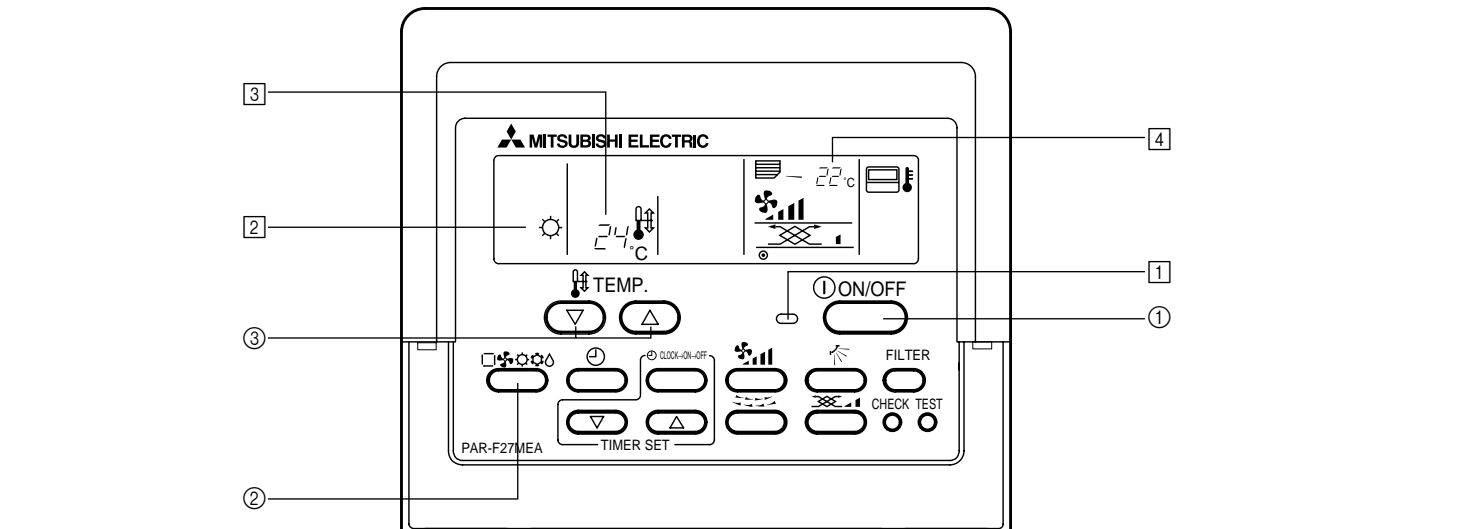 3
MITSUBISHI ELECTRIC
4
22°C
2
24°C
1
TEMP.
ON/OFF
1
3
CLOCK→ON→OFF
FILTER
CHECK TEST
TIMER SET
PAR-F27MEA
2